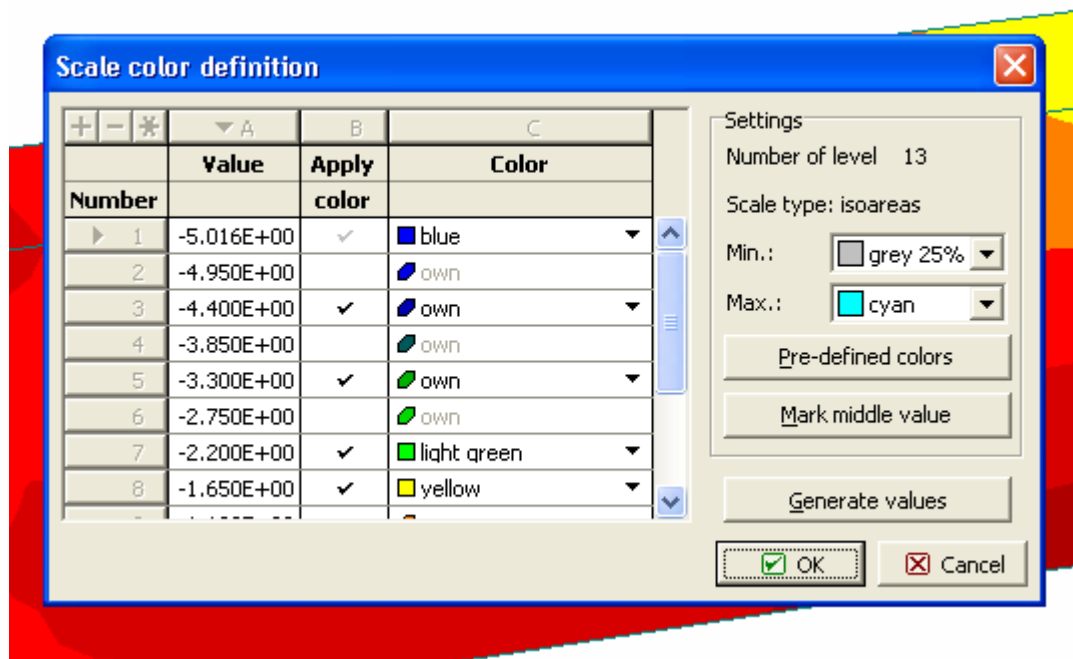 Scale color definition
A B C
Value Apply Color
Number color
1 -5.016E+00 blue
2 -4.950E+00 own
3 -4.400E+00 own
4 -3.850E+00 own
5 -3.300E+00 own
6 -2.750E+00 own
7 -2.200E+00 light green
8 -1.650E+00 yellow
Settings
Number of level 13
Scale type: isoareas
Min.: grey 25%
Max.: cyan
Pre-defined colors
Mark middle value
Generate values
OK Cancel